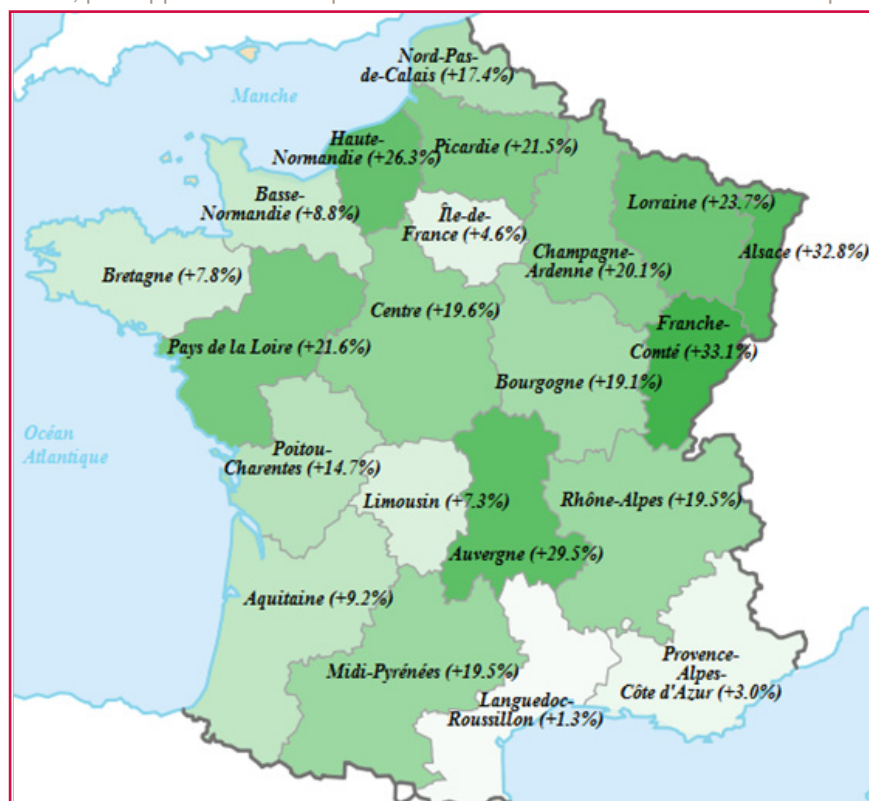 Nord-Pas-
de-Calais (+17.4%)
Manche
Haute-
Normandie (+26.3%)
Picardie (+21.5%)
Basse-
Normandie (+8.8%)
Île-de-
France (+4.6%)
Lorraine (+23.7%)
Champagne-
Ardenne (+20.1%)
Alsace (+32.8%)
Bretagne (+7.8%)
Centre (+19.6%)
Franche-
Comté (+33.1%)
Pays de la Loire (+21.6%)
Bourgogne (+19.1%)
Océan
Atlantique
Poitou-
Charentes (+14.7%)
Limousin (+7.3%)
Rhône-Alpes (+19.5%)
Auvergne (+29.5%)
Aquitaine (+9.2%)
Midi-Pyrénées (+19.5%)
Provence-
Alpes-
Côte d'Azur (+3.0%)
Languedoc-
Roussillon (+1.3%)